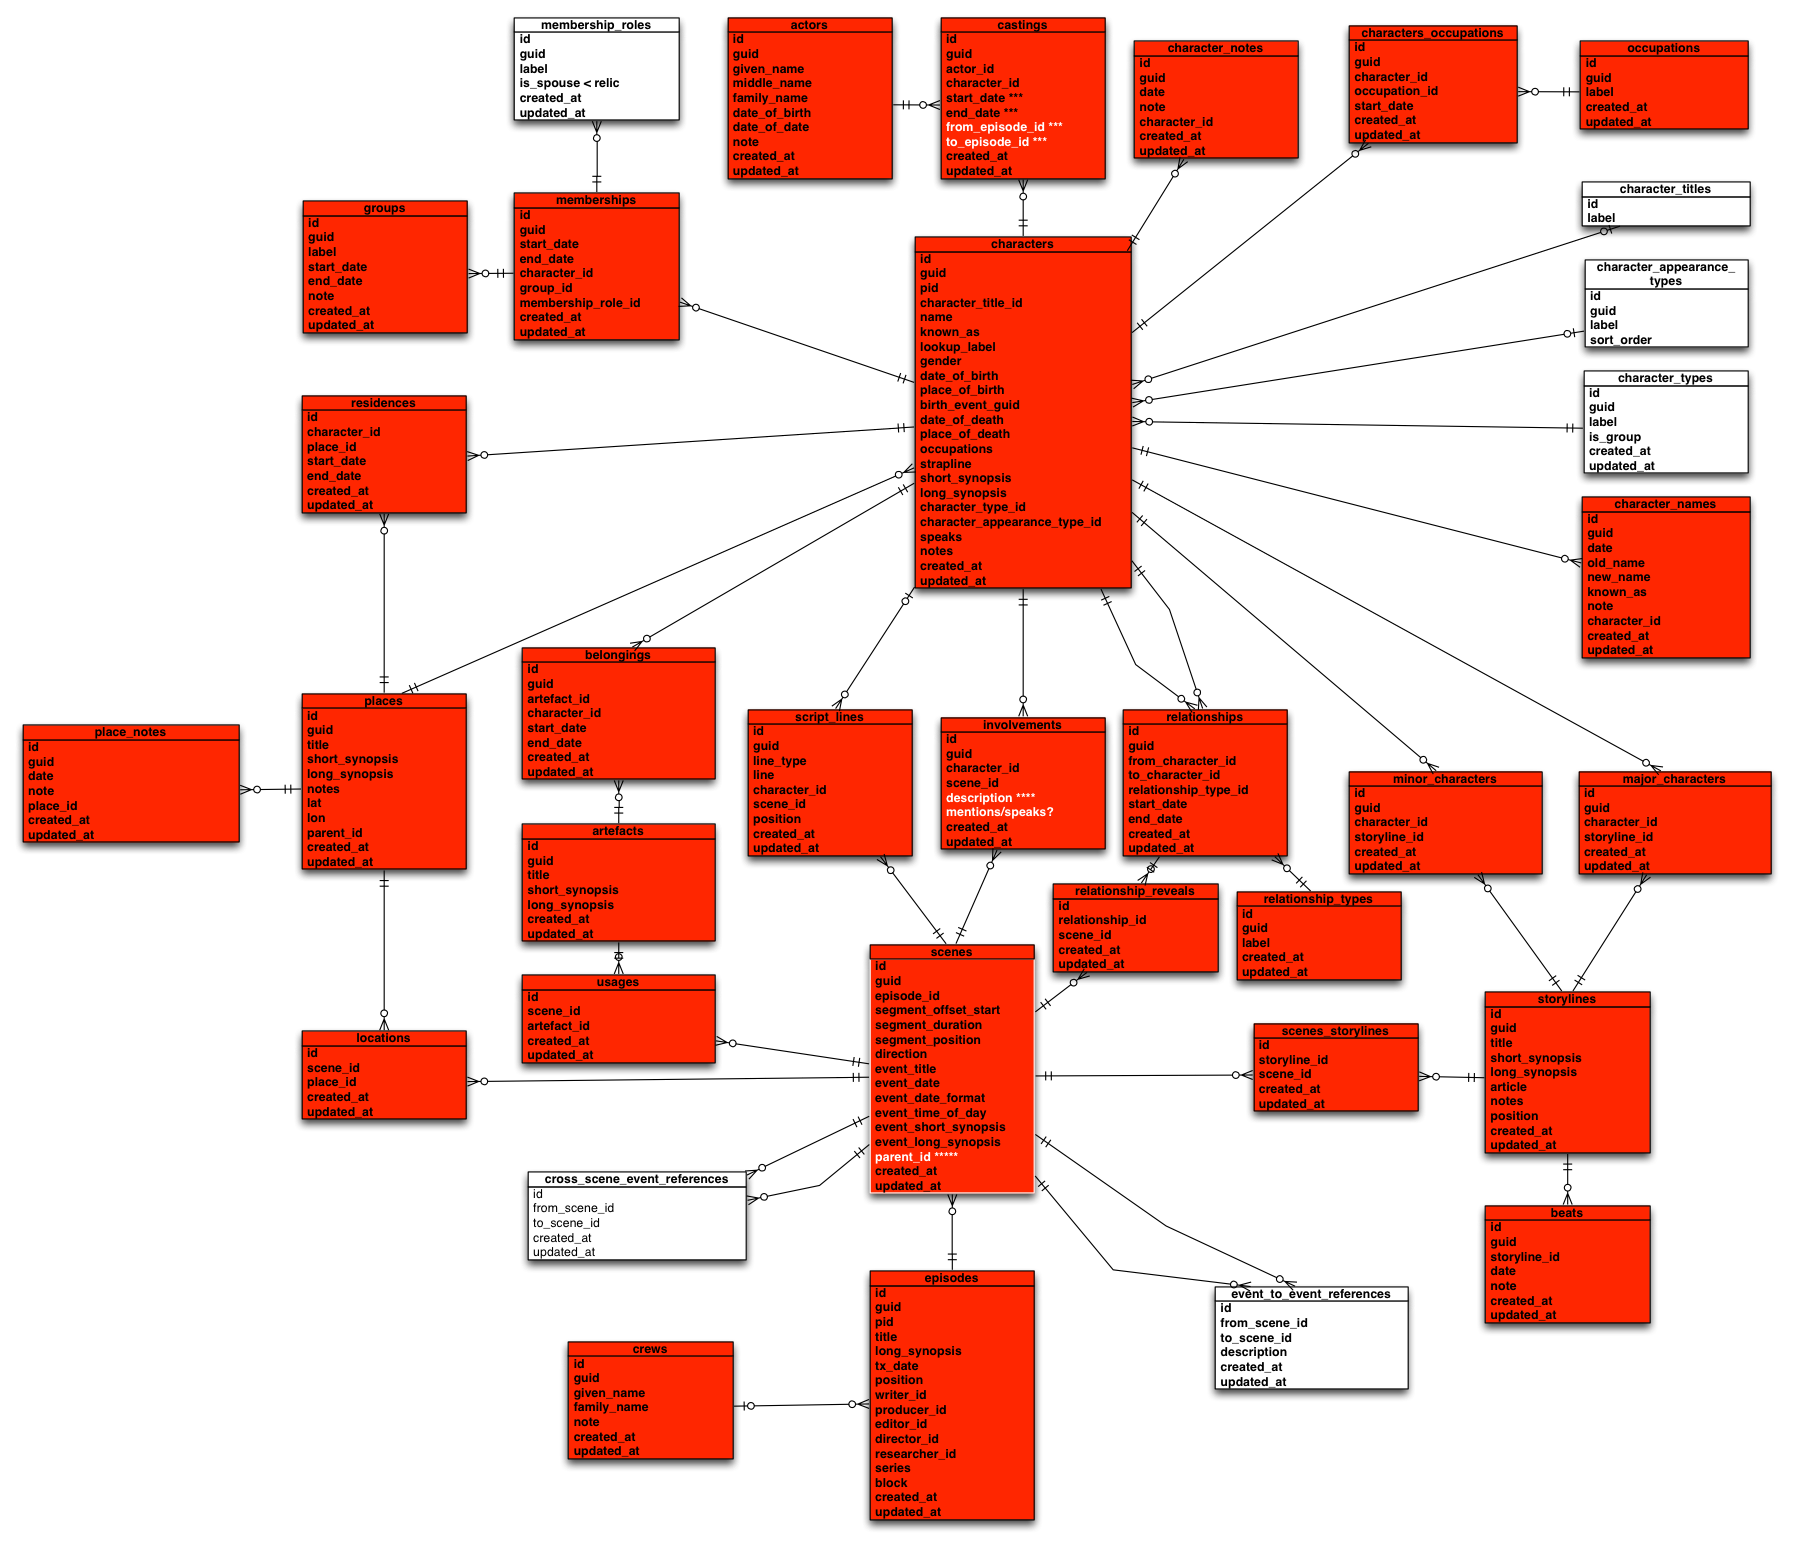 membership_roles
id
guid
label
is_spouse < relic
created_at
updated_at
actors
id
guid
given_name
middle_name
family_name
date_of_birth
date_of_date
note
created_at
updated_at
castings
id
guid
actor_id
character_id
start_date ***
end_date ***
from_episode_id ***
to_episode_id ***
created_at
updated_at
character_notes
id
guid
date
note
character_id
created_at
updated_at
characters_occupations
id
guid
character_id
occupation_id
start_date
created_at
updated_at
occupations
id
guid
label
created_at
updated_at
groups
id
guid
label
start_date
end_date
note
created_at
updated_at
memberships
id
guid
start_date
end_date
character_id
group_id
membership_role_id
created_at
updated_at
characters
id
guid
pid
character_title_id
name
known_as
lookup_label
gender
date_of_birth
place_of_birth
birth_event_guid
date_of_death
place_of_death
occupations
strapline
short_synopsis
long_synopsis
character_type_id
character_appearance_type_id
speaks
notes
created_at
updated_at
character_titles
id
label
character_appearance_
types
id
guid
label
sort_order
character_types
id
guid
label
is_group
created_at
updated_at
residences
id
character_id
place_id
start_date
end_date
created_at
updated_at
character_names
id
guid
date
old_name
new_name
known_as
note
character_id
created_at
updated_at
place_notes
id
guid
date
note
place_id
created_at
updated_at
places
id
guid
title
short_synopsis
long_synopsis
notes
lat
lon
parent_id
created_at
updated_at
belongings
id
guid
artefact_id
character_id
start_date
end_date
created_at
updated_at
script_lines
id
guid
line_type
line
character_id
scene_id
position
created_at
updated_at
involvements
id
guid
character_id
scene_id
description ****
mentions/speaks?
created_at
updated_at
relationships
id
guid
from_character_id
to_character_id
relationship_type_id
start_date
end_date
created_at
updated_at
minor_characters
id
guid
character_id
storyline_id
created_at
updated_at
major_characters
id
guid
character_id
storyline_id
created_at
updated_at
artefacts
id
guid
title
short_synopsis
long_synopsis
created_at
updated_at
relationship_reveals
id
relationship_id
scene_id
created_at
updated_at
relationship_types
id
guid
label
created_at
updated_at
usages
id
scene_id
artefact_id
created_at
updated_at
locations
id
scene_id
place_id
created_at
updated_at
scenes
id
guid
episode_id
segment_offset_start
segment_duration
segment_position
direction
event_title
event_date
event_date_format
event_time_of_day
event_short_synopsis
event_long_synopsis
parent_id *****
created_at
updated_at
scenes_storylines
id
storyline_id
scene_id
created_at
updated_at
storylines
id
guid
title
short_synopsis
long_synopsis
article
notes
position
created_at
updated_at
cross_scene_event_references
id
from_scene_id
to_scene_id
created_at
updated_at
beats
id
guid
storyline_id
date
note
created_at
updated_at
episodes
id
guid
pid
title
long_synopsis
tx_date
position
writer_id
producer_id
editor_id
director_id
researcher_id
series
block
created_at
updated_at
event_to_event_references
id
from_scene_id
to_scene_id
description
created_at
updated_at
crews
id
guid
given_name
family_name
note
created_at
updated_at